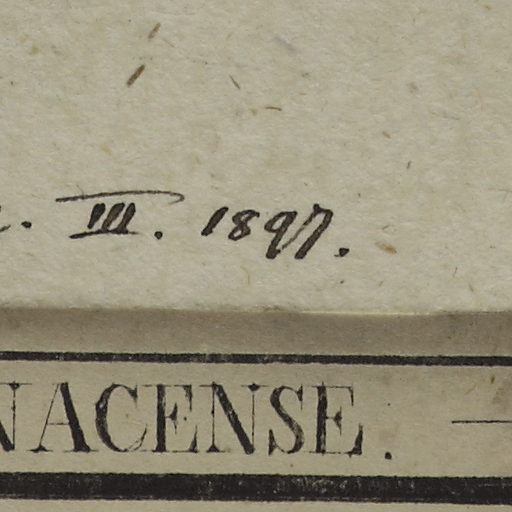 . III. 1897.
NACENSE.